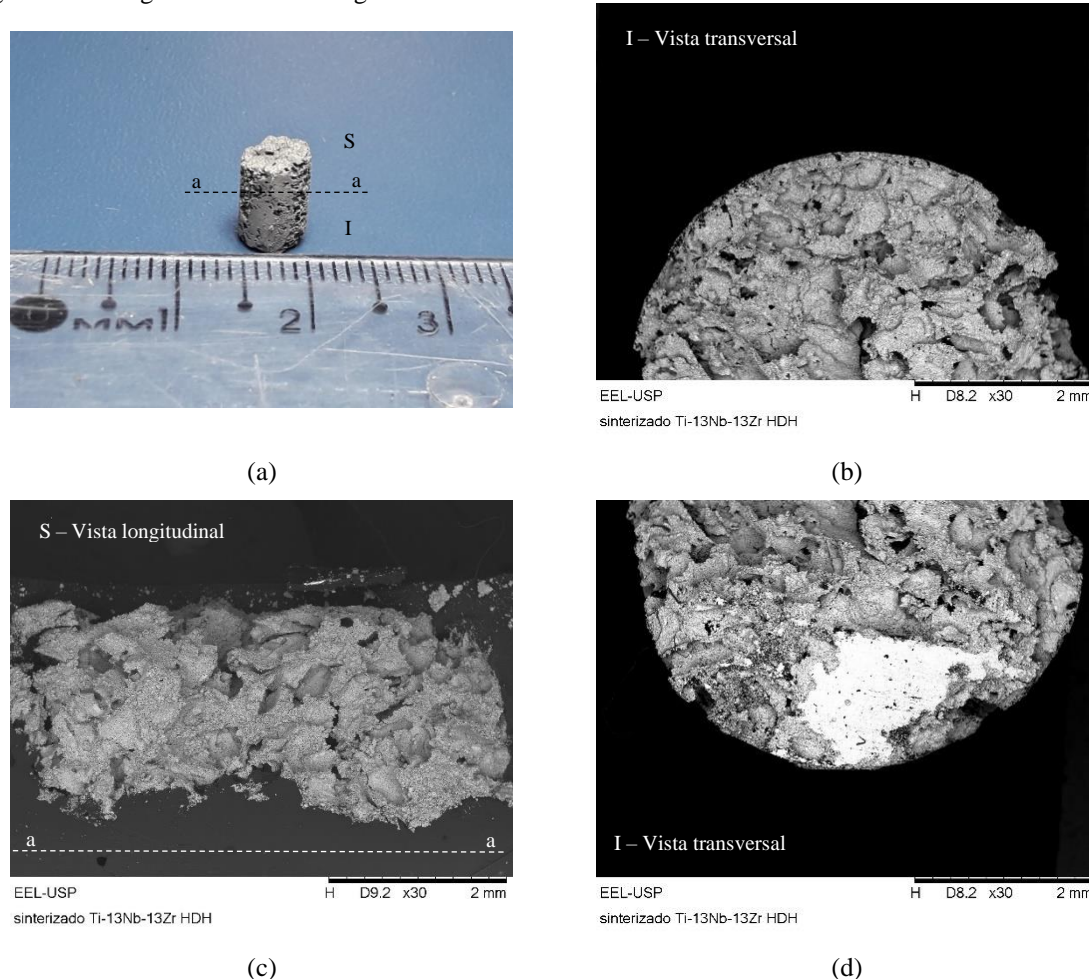 I – Vista transversal
S
a a
I
MM 1 2 3
EEL-USP H D8.2 x30 2 mm
sinterizado Ti-13Nb-13Zr HDH
(a) (b)
S – Vista longitudinal
a a
I – Vista transversal
EEL-USP H D9.2 x30 2 mm
sinterizado Ti-13Nb-13Zr HDH
EEL-USP H D8.2 x30 2 mm
sinterizado Ti-13Nb-13Zr HDH
(c) (d)